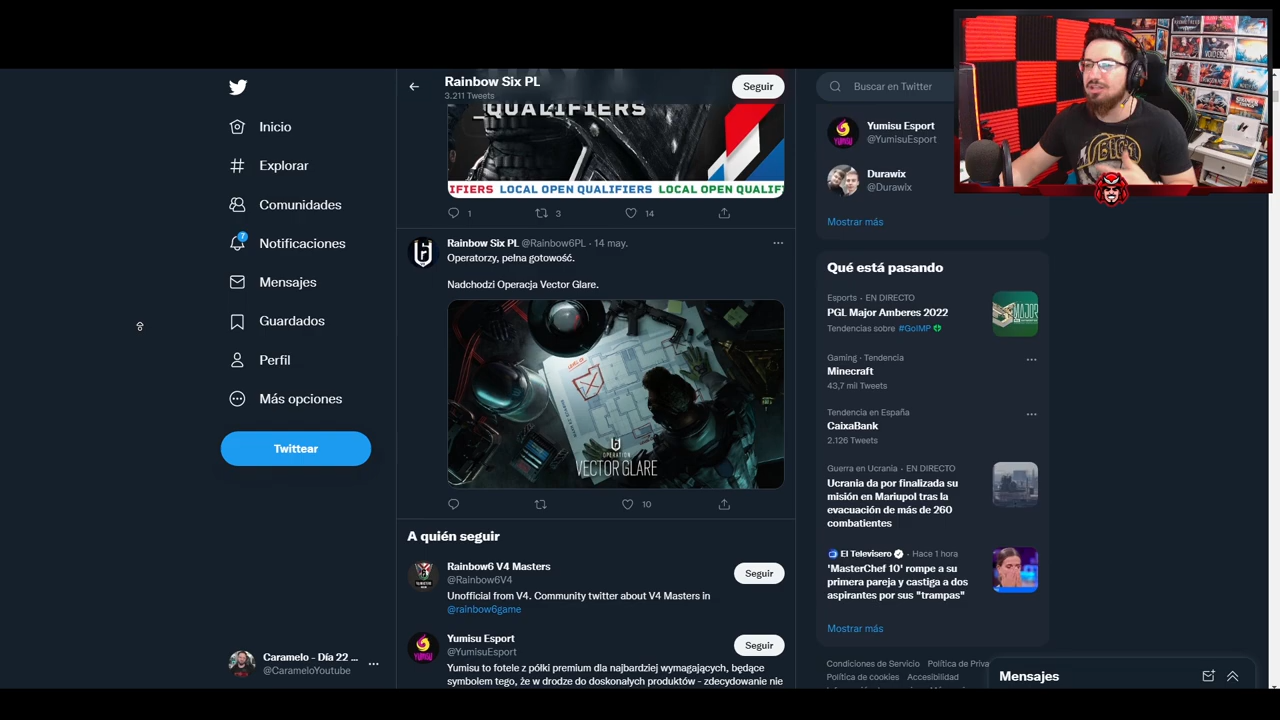 Inicio
Explorar
Comunidades
7
Notificaciones
Mensajes
Guardados
Perfil
Más opciones
Twittear
Caramelo - Día 22 ...
@CarameloYoutube
Rainbow Six PL
3.211 Tweets
Seguir
_QUALIFIERS
IFIERS LOCAL OPEN QUALIFIERS LOCAL OPEN QUALIF
1
3
14
Rainbow Six PL @Rainbow6PL · 14 may.
Operatorzy, pełna gotowość.
Nadchodzi Operacja Vector Glare.
OPERATION
VECTOR GLARE
10
A quién seguir
Rainbow6 V4 Masters
@Rainbow6V4
Seguir
Unofficial from V4. Community twitter about V4 Masters in
@rainbow6game
Yumisu Esport
@YumisuEsport
Seguir
Yumisu to fotele z półki premium dla najbardziej wymagających, będące
symbolem tego, że w drodze do doskonałych produktów - zdecydowanie nie
Buscar en Twitter
Yumisu Esport
@YumisuEsport
Durawix
@Durawix
Mostrar más
Qué está pasando
Esports · EN DIRECTO
PGL Major Amberes 2022
Tendencias sobre #GoIMP
Gaming · Tendencia
Minecraft
43,7 mil Tweets
Tendencia en España
CaixaBank
2.126 Tweets
Guerra en Ucrania · EN DIRECTO
Ucrania da por finalizada su
misión en Mariupol tras la
evacuación de más de 260
combatientes
El Televisero · Hace 1 hora
'MasterChef 10' rompe a su
primera pareja y castiga a dos
aspirantes por sus "trampas"
Mostrar más
Condiciones de Servicio Política de Priva
Política de cookies Accesibilidad
Mensajes